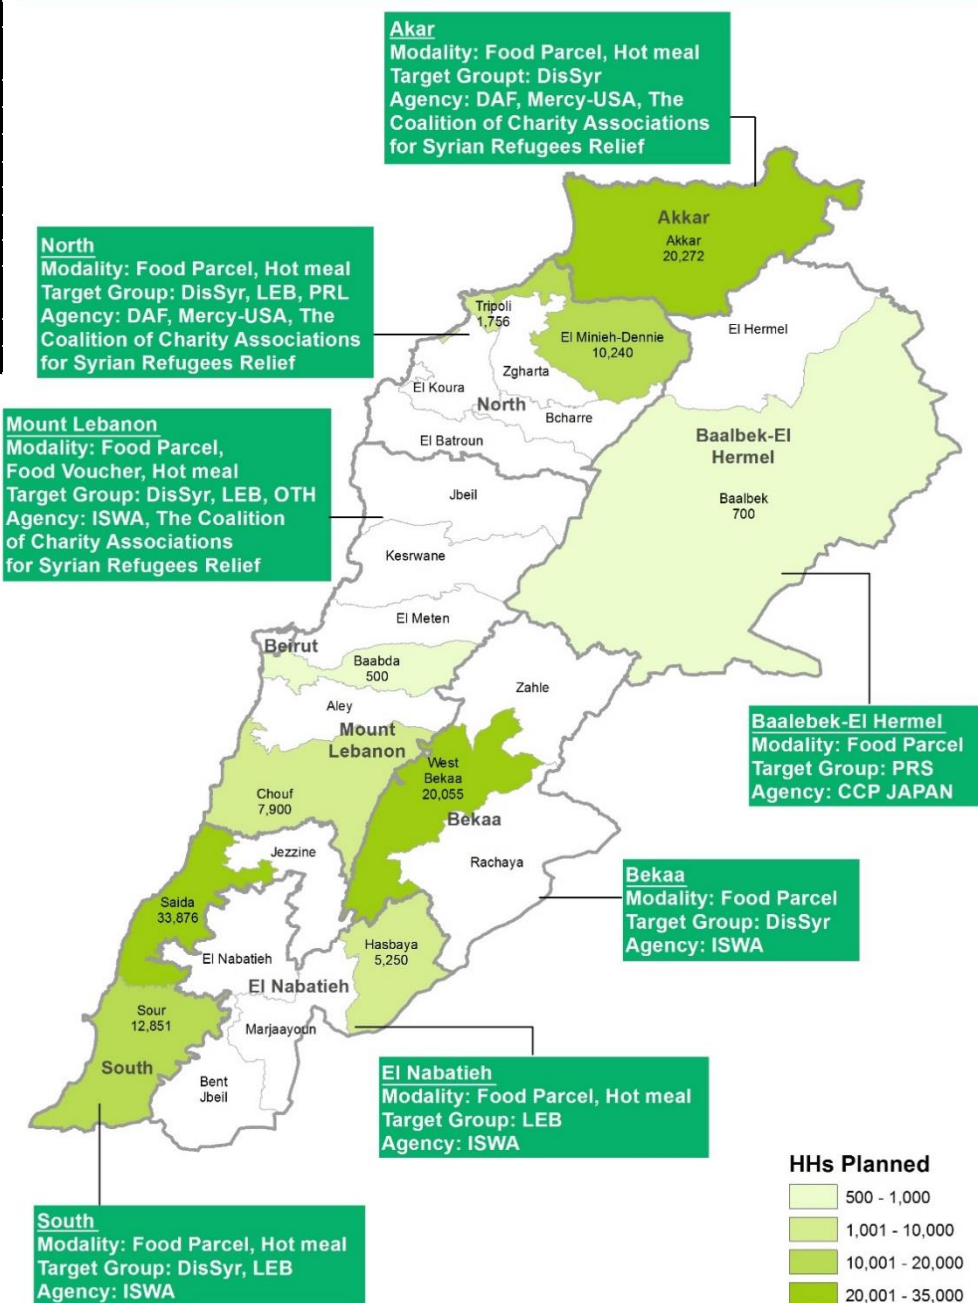 Akar
Modality: Food Parcel, Hot meal
Target Groupt: DisSyr
Agency: DAF, Mercy-USA, The
Coalition of Charity Associations
for Syrian Refugees Relief
Akkar
Akkar
20,272
North
Modality: Food Parcel, Hot meal
Target Group: DisSyr, LEB, PRL
Agency: DAF, Mercy-USA, The
Coalition of Charity Associations
for Syrian Refugees Relief
Tripoli
1,756
El Minieh-Dennie
10,240
El Hermel
Zgharta
El Koura
North
Bcharre
El Batroun
Baalbek-El
Hermel
Baalbek
700
Mount Lebanon
Modality: Food Parcel,
Food Voucher, Hot meal
Target Group: DisSyr, LEB, OTH
Agency: ISWA, The Coalition
of Charity Associations
for Syrian Refugees Relief
Jbeil
Kesrwane
El Meten
Beirut
Baabda
500
Zahle
Aley
Mount
Lebanon
Baalebek-El Hermel
Modality: Food Parcel
Target Group: PRS
Agency: CCP JAPAN
West
Bekaa
20,055
Chouf
7,900
Bekaa
Jezzine
Rachaya
Bekaa
Modality: Food Parcel
Target Group: DisSyr
Agency: ISWA
Saida
33,876
Hasbaya
5,250
El Nabatieh
El Nabatieh
Sour
12,851
Marjaayoun
South
Bent
Jbeil
El Nabatieh
Modality: Food Parcel, Hot meal
Target Group: LEB
Agency: ISWA
South
Modality: Food Parcel, Hot meal
Target Group: DisSyr, LEB
Agency: ISWA
HHs Planned
500 - 1,000
1,001 - 10,000
10,001 - 20,000
20,001 - 35,000